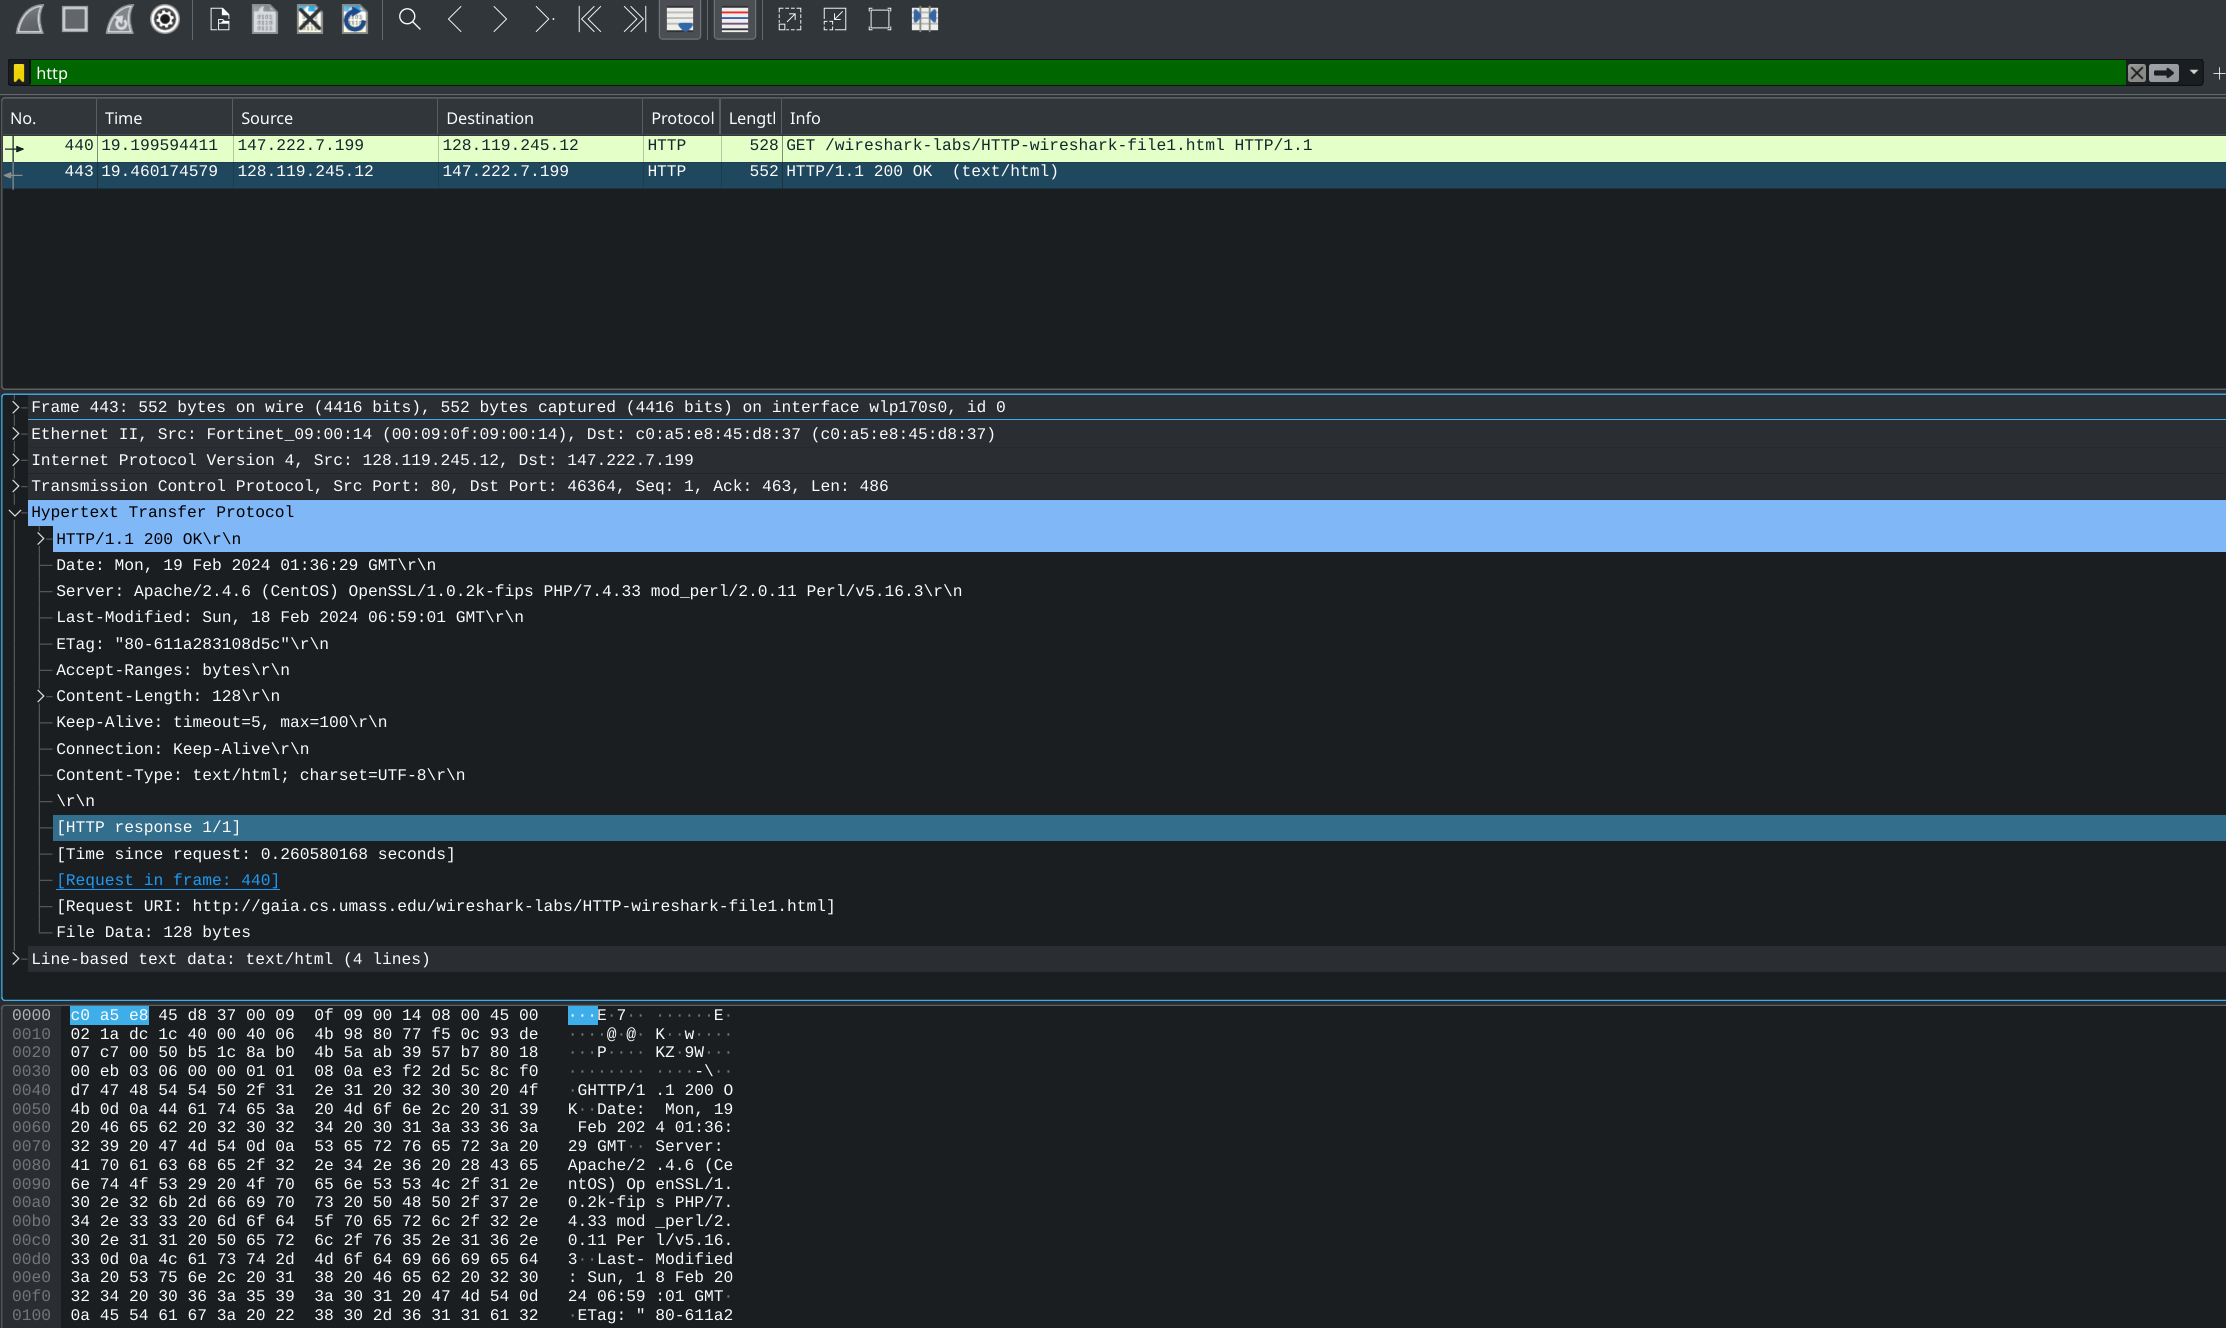 http
No. Time Source Destination Protocol Lengtl Info
440 19.199594411 147.222.7.199 128.119.245.12 HTTP 528 GET /wireshark-labs/HTTP-wireshark-file1.html HTTP/1.1
443 19.460174579 128.119.245.12 147.222.7.199 HTTP 552 HTTP/1.1 200 OK  (text/html)
Frame 443: 552 bytes on wire (4416 bits), 552 bytes captured (4416 bits) on interface wlp170s0, id 0
Ethernet II, Src: Fortinet_09:00:14 (00:09:0f:09:00:14), Dst: c0:a5:e8:45:d8:37 (c0:a5:e8:45:d8:37)
Internet Protocol Version 4, Src: 128.119.245.12, Dst: 147.222.7.199
Transmission Control Protocol, Src Port: 80, Dst Port: 46364, Seq: 1, Ack: 463, Len: 486
Hypertext Transfer Protocol
HTTP/1.1 200 OK\r\n
Date: Mon, 19 Feb 2024 01:36:29 GMT\r\n
Server: Apache/2.4.6 (CentOS) OpenSSL/1.0.2k-fips PHP/7.4.33 mod_perl/2.0.11 Perl/v5.16.3\r\n
Last-Modified: Sun, 18 Feb 2024 06:59:01 GMT\r\n
ETag: "80-611a283108d5c"\r\n
Accept-Ranges: bytes\r\n
Content-Length: 128\r\n
Keep-Alive: timeout=5, max=100\r\n
Connection: Keep-Alive\r\n
Content-Type: text/html; charset=UTF-8\r\n
\r\n
[HTTP response 1/1]
[Time since request: 0.260580168 seconds]
[Request in frame: 440]
[Request URI: http://gaia.cs.umass.edu/wireshark-labs/HTTP-wireshark-file1.html]
File Data: 128 bytes
Line-based text data: text/html (4 lines)
0000 c0 a5 e8 45 d8 37 00 09 0f 09 00 14 08 00 45 00 ···E·7·· ······E·
0010 02 1a dc 1c 40 00 40 06 4b 98 80 77 f5 0c 93 de ····@·@· K··w····
0020 07 c7 00 50 b5 1c 8a b0 4b 5a ab 39 57 b7 80 18 ···P···· KZ·9W···
0030 00 eb 03 06 00 00 01 01 08 0a e3 f2 2d 5c 8c f0 ········ ····-\··
0040 d7 47 48 54 54 50 2f 31 2e 31 20 32 30 30 20 4f ·GHTTP/1 .1 200 O
0050 4b 0d 0a 44 61 74 65 3a 20 4d 6f 6e 2c 20 31 39 K··Date:  Mon, 19
0060 20 46 65 62 20 32 30 32 34 20 30 31 3a 33 36 3a Feb 202 4 01:36:
0070 32 39 20 47 4d 54 0d 0a 53 65 72 76 65 72 3a 20 29 GMT·· Server:
0080 41 70 61 63 68 65 2f 32 2e 34 2e 36 20 28 43 65 Apache/2 .4.6 (Ce
0090 6e 74 4f 53 29 20 4f 70 65 6e 53 53 4c 2f 31 2e ntOS) Op enSSL/1.
00a0 30 2e 32 6b 2d 66 69 70 73 20 50 48 50 2f 37 2e 0.2k-fip s PHP/7.
00b0 34 2e 33 33 20 6d 6f 64 5f 70 65 72 6c 2f 32 2e 4.33 mod _perl/2.
00c0 30 2e 31 31 20 50 65 72 6c 2f 76 35 2e 31 36 2e 0.11 Per l/v5.16.
00d0 33 0d 0a 4c 61 73 74 2d 4d 6f 64 69 66 69 65 64 3··Last- Modified
00e0 3a 20 53 75 6e 2c 20 31 38 20 46 65 62 20 32 30 : Sun, 1 8 Feb 20
00f0 32 34 20 30 36 3a 35 39 3a 30 31 20 47 4d 54 0d 24 06:59 :01 GMT·
0100 0a 45 54 61 67 3a 20 22 38 30 2d 36 31 31 61 32 ·ETag: " 80-611a2